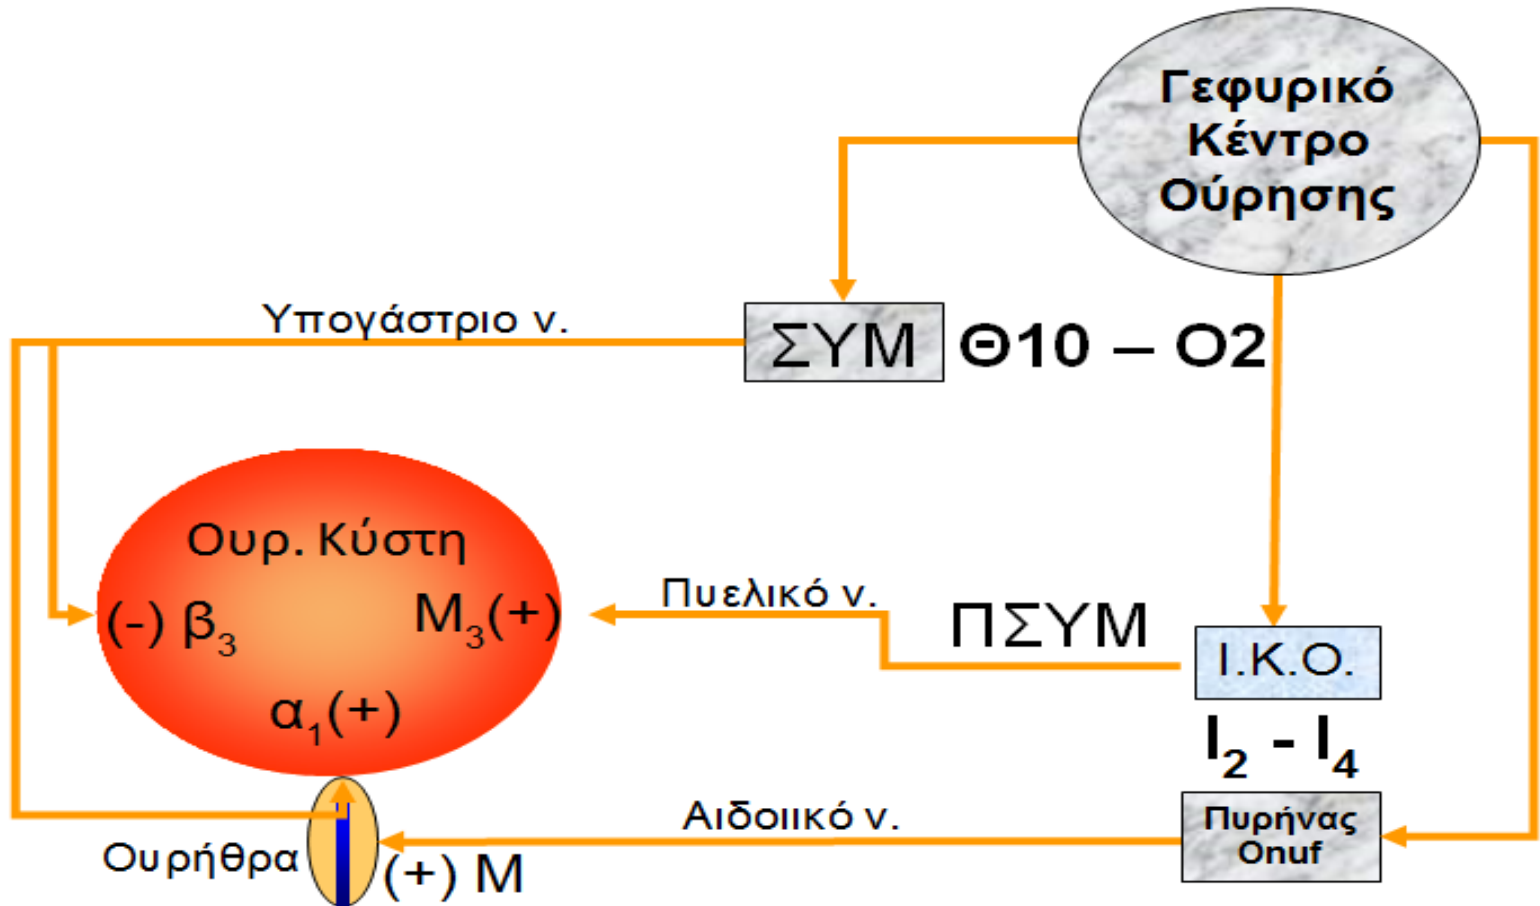 Γεφυρικό
Κέντρο
Ούρησης
Υπογάστριο ν.
ΣΥΜ Θ10 – Ο2
Ουρ. Κύστη
(-) β₃ Μ₃(+)
α₁(+)
Πυελικό ν.
ΠΣΥΜ
Ι.Κ.Ο.
Ι₂ - Ι₄
Αιδοιικό ν.
Πυρήνας
Onuf
Ουρήθρα
(+) Μ